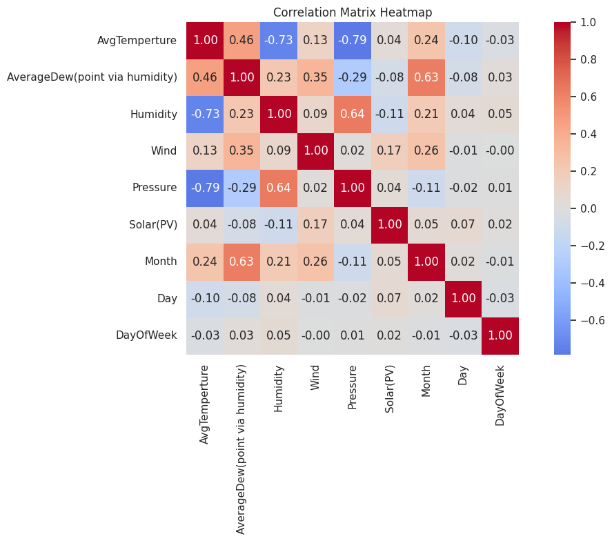 Correlation Matrix Heatmap
AvgTemperture 1.00 0.46 -0.73 0.13 -0.79 0.04 0.24 -0.10 -0.03
AverageDew(point via humidity) 0.46 1.00 0.23 0.35 -0.29 -0.08 0.63 -0.08 0.03
Humidity -0.73 0.23 1.00 0.09 0.64 -0.11 0.21 0.04 0.05
Wind 0.13 0.35 0.09 1.00 0.02 0.17 0.26 -0.01 -0.00
Pressure -0.79 -0.29 0.64 0.02 1.00 0.04 -0.11 -0.02 0.01
Solar(PV) 0.04 -0.08 -0.11 0.17 0.04 1.00 0.05 0.07 0.02
Month 0.24 0.63 0.21 0.26 -0.11 0.05 1.00 0.02 -0.01
Day -0.10 -0.08 0.04 -0.01 -0.02 0.07 0.02 1.00 -0.03
DayOfWeek -0.03 0.03 0.05 -0.00 0.01 0.02 -0.01 -0.03 1.00
AvgTemperture
AverageDew(point via humidity)
Humidity
Wind
Pressure
Solar(PV)
Month
Day
DayOfWeek
1.0
0.8
0.6
0.4
0.2
0.0
−0.2
−0.4
−0.6